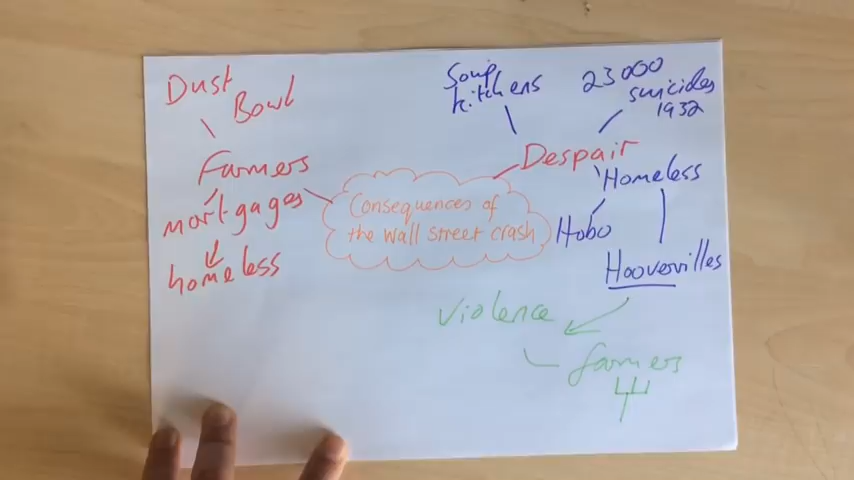 Dust
Bowl
Farmers
mortgages
homeless
Consequences of
the wall street crash
Soup
kitchens
23000
suicides
1932
Despair
Homeless
Hobo
Hoovervilles
Violence
farmers